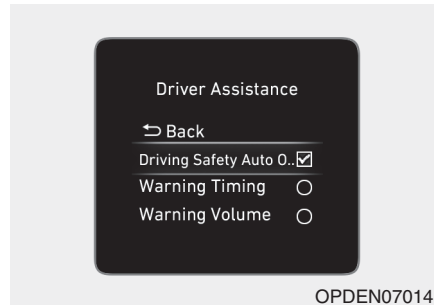 Driver Assistance
Back
Driving Safety Auto O..
Warning Timing
Warning Volume
OPDEN07014